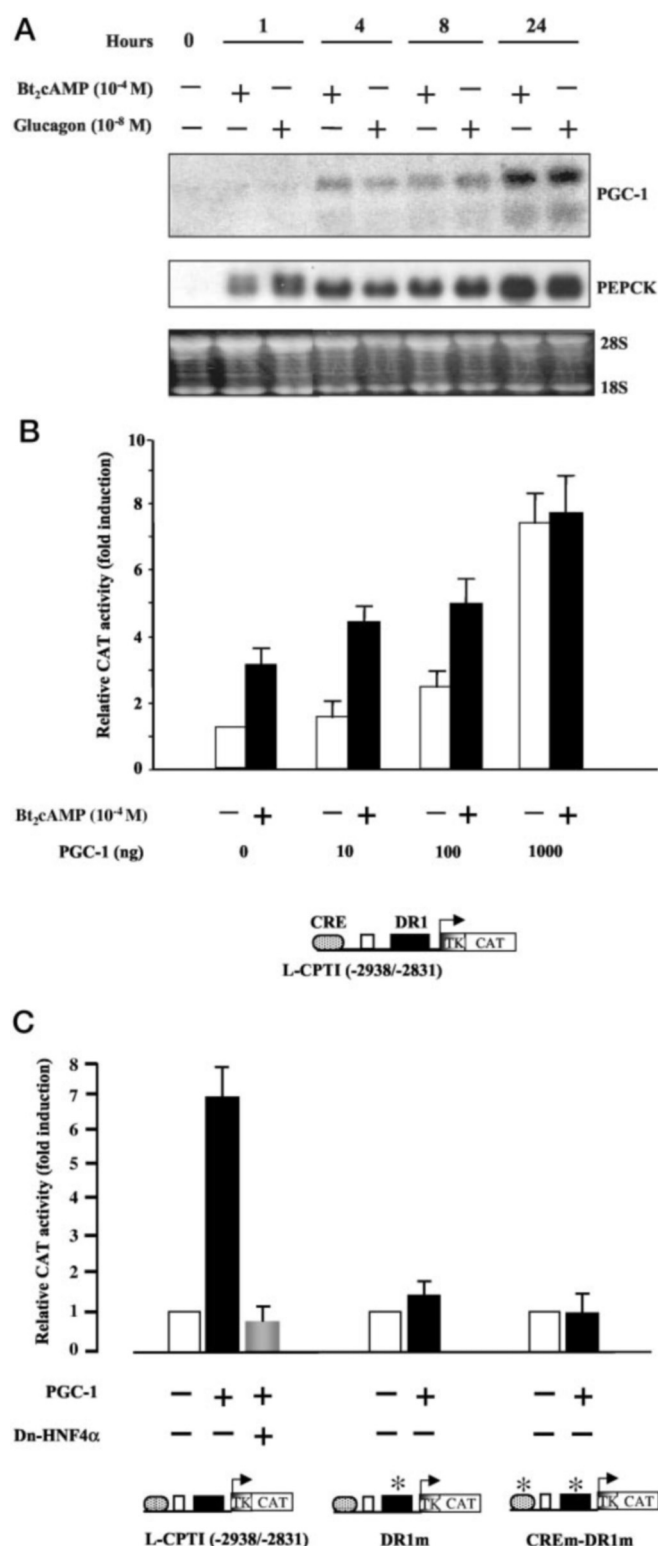 A
Hours 0 1 4 8 24
Bt₂cAMP (10⁻⁴ M) – + – + – + – + –
Glucagon (10⁻⁸ M) – – + – + – + – +
PGC-1
PEPCK
28S
18S
B
Relative CAT activity (fold induction)
10
8
6
4
2
0
Bt₂cAMP (10⁻⁴ M) – + – + – + – +
PGC-1 (ng) 0 10 100 1000
CRE DR1
TK CAT
L-CPTI (-2938/-2831)
C
Relative CAT activity (fold induction)
8
7
6
5
4
3
2
1
0
PGC-1 – + + – + – +
Dn-HNF4α – – + – – – –
* * *
TK CAT TK CAT TK CAT
L-CPTI (-2938/-2831) DR1m CREm-DR1m